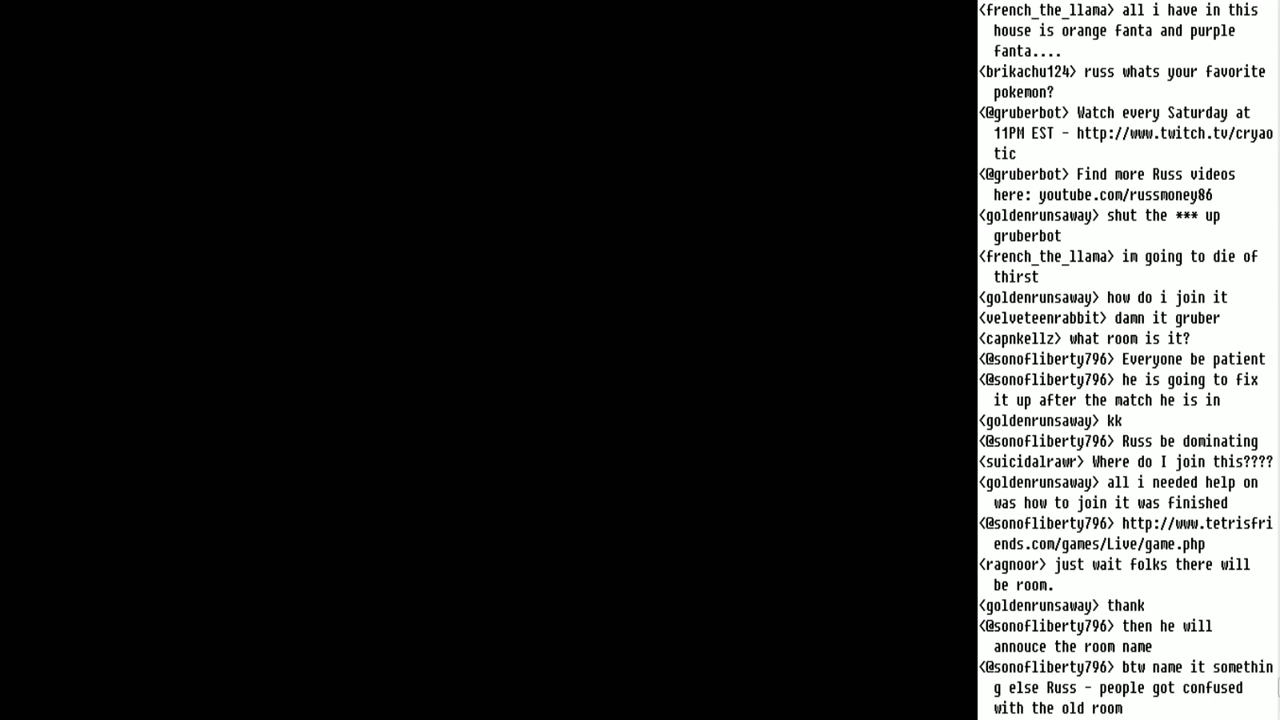 <french_the_llama> all i have in this
house is orange fanta and purple
fanta....
<brikachu124> russ whats your favorite
pokemon?
<@gruberbot> Watch every Saturday at
11PM EST - http://www.twitch.tv/cryao
tic
<@gruberbot> Find more Russ videos
here: youtube.com/russmoney86
<goldenrunsaway> shut the *** up
gruberbot
<french_the_llama> im going to die of
thirst
<goldenrunsaway> how do i join it
<velveteenrabbit> damn it gruber
<capnkellz> what room is it?
<@sonofliberty796> Everyone be patient
<@sonofliberty796> he is going to fix
it up after the match he is in
<goldenrunsaway> kk
<@sonofliberty796> Russ be dominating
<suicidalrawr> Where do I join this????
<goldenrunsaway> all i needed help on
was how to join it was finished
<@sonofliberty796> http://www.tetrisfri
ends.com/games/Live/game.php
<ragnoor> just wait folks there will
be room.
<goldenrunsaway> thank
<@sonofliberty796> then he will
annouce the room name
<@sonofliberty796> btw name it somethin
g else Russ - people got confused
with the old room